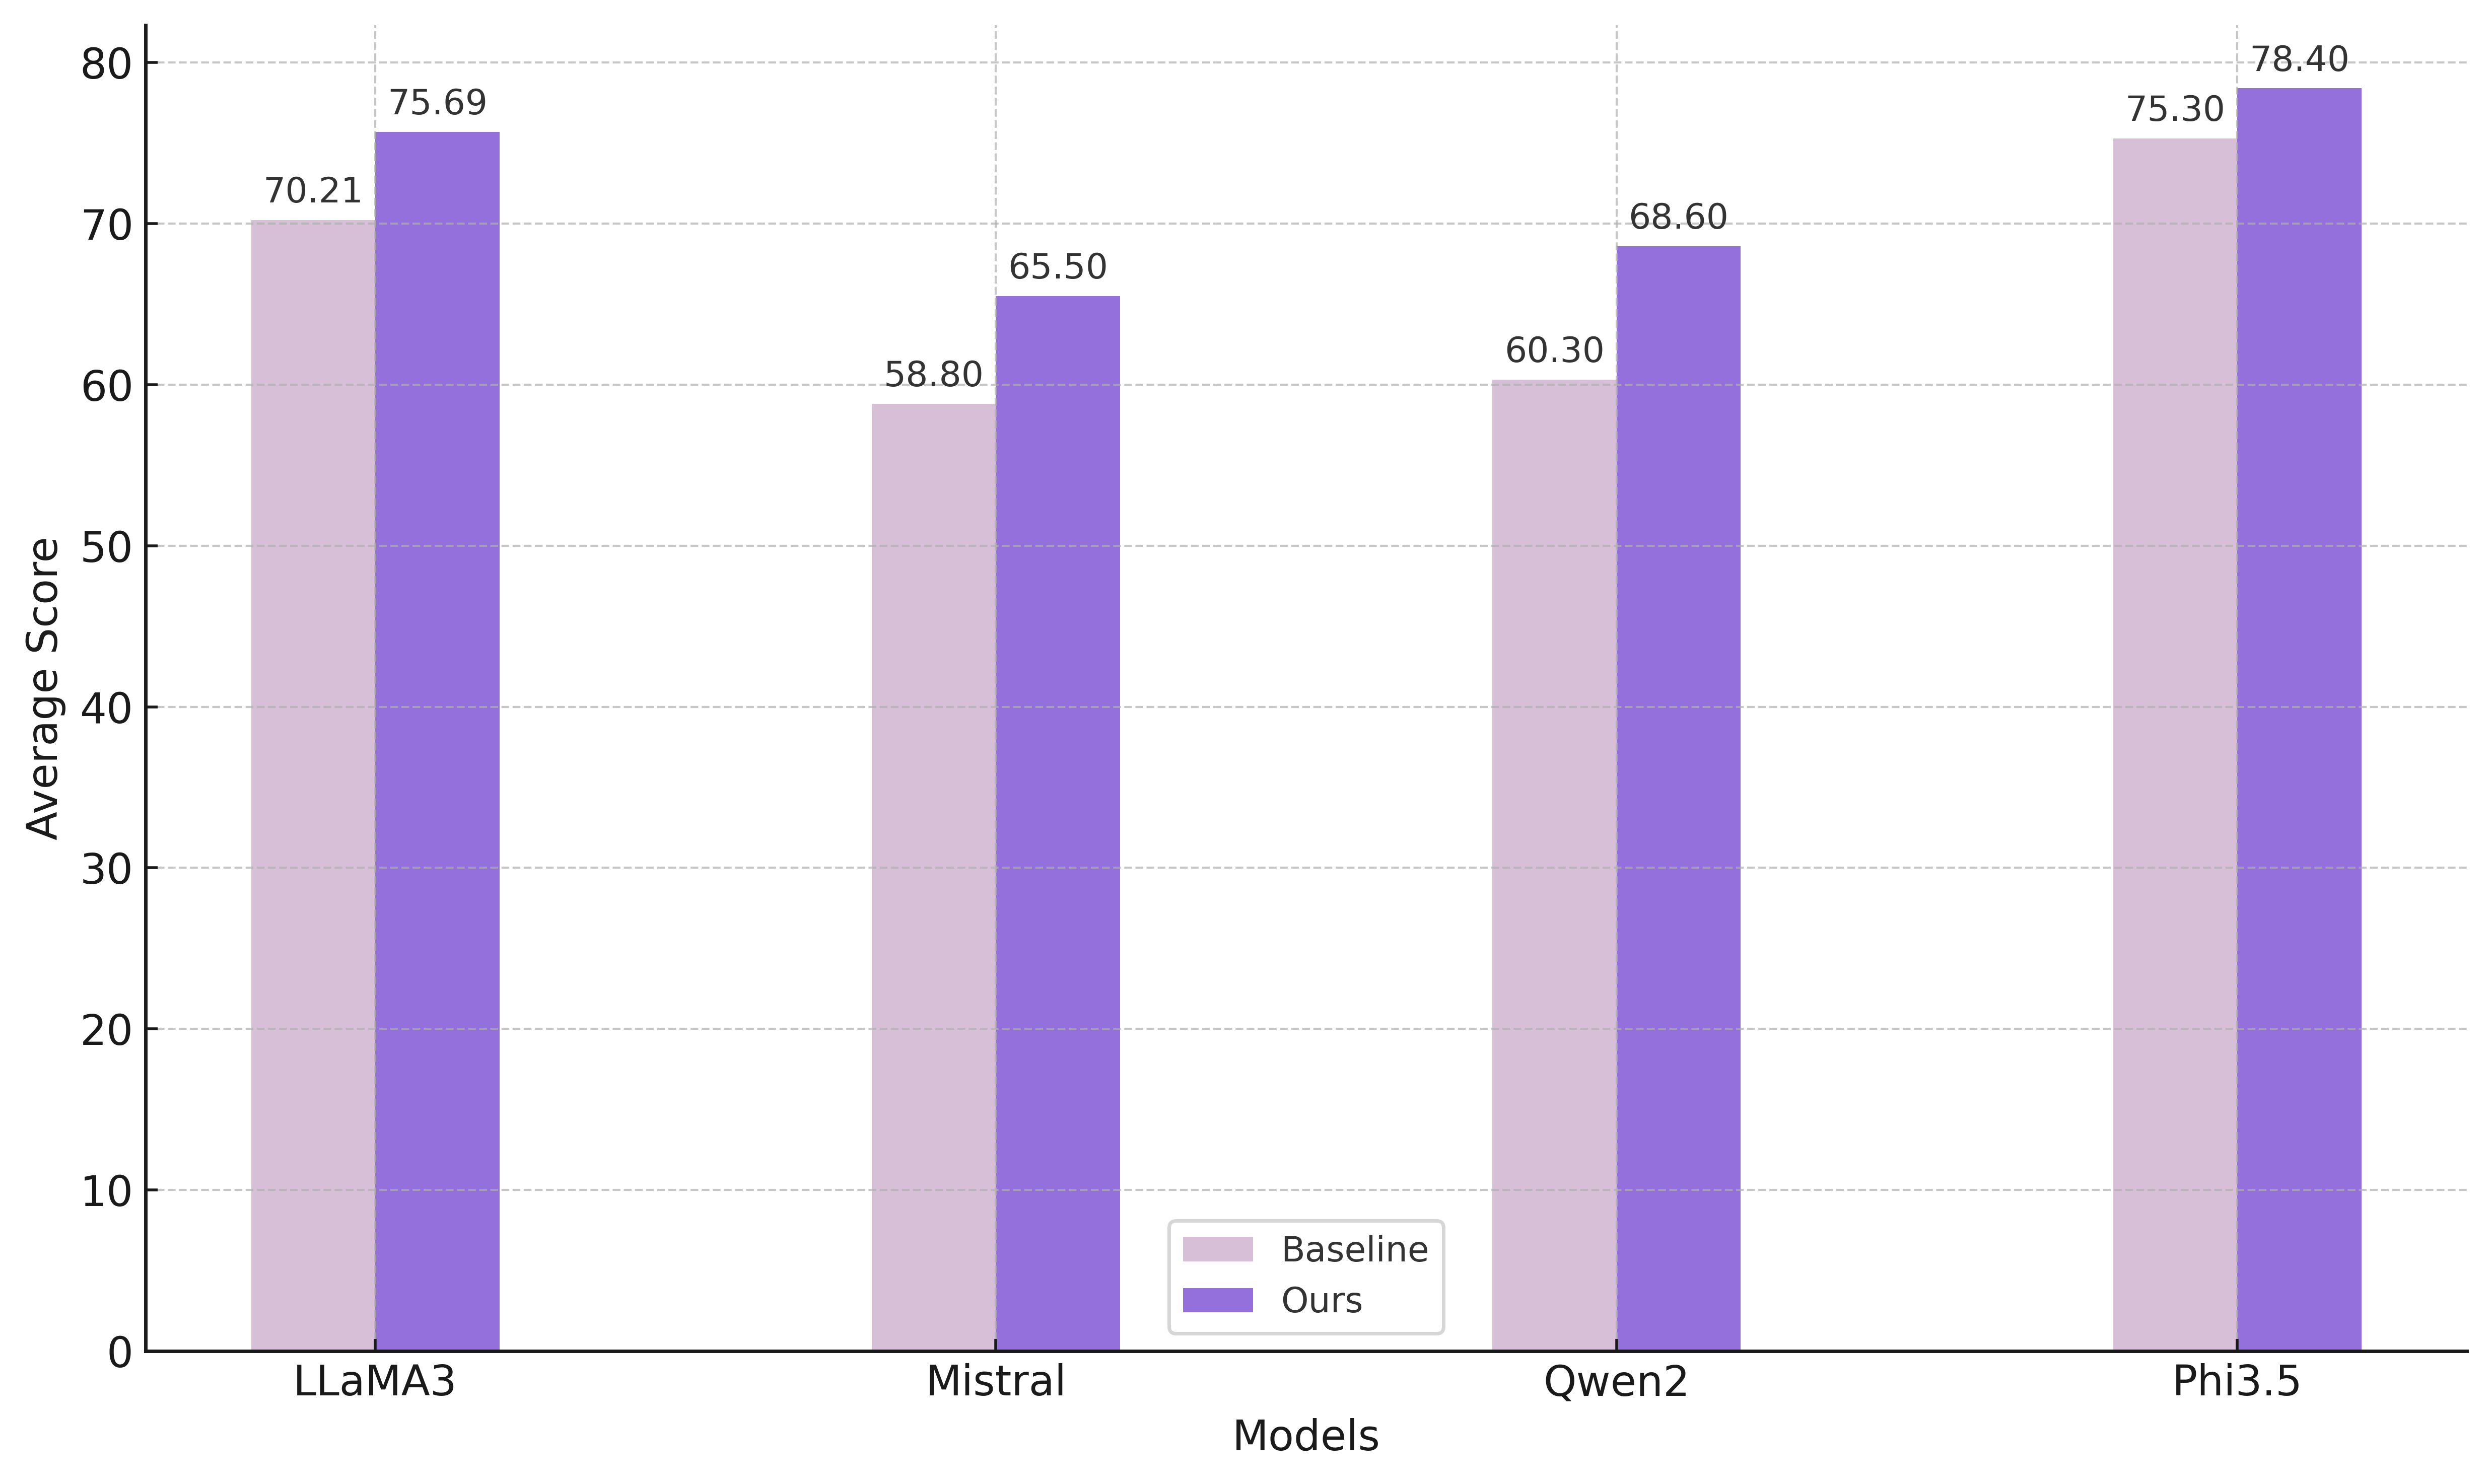 Average Score
80
70
60
50
40
30
20
10
0
70.21
75.69
58.80
65.50
60.30
68.60
75.30
78.40
Baseline
Ours
LLaMA3
Mistral
Qwen2
Phi3.5
Models